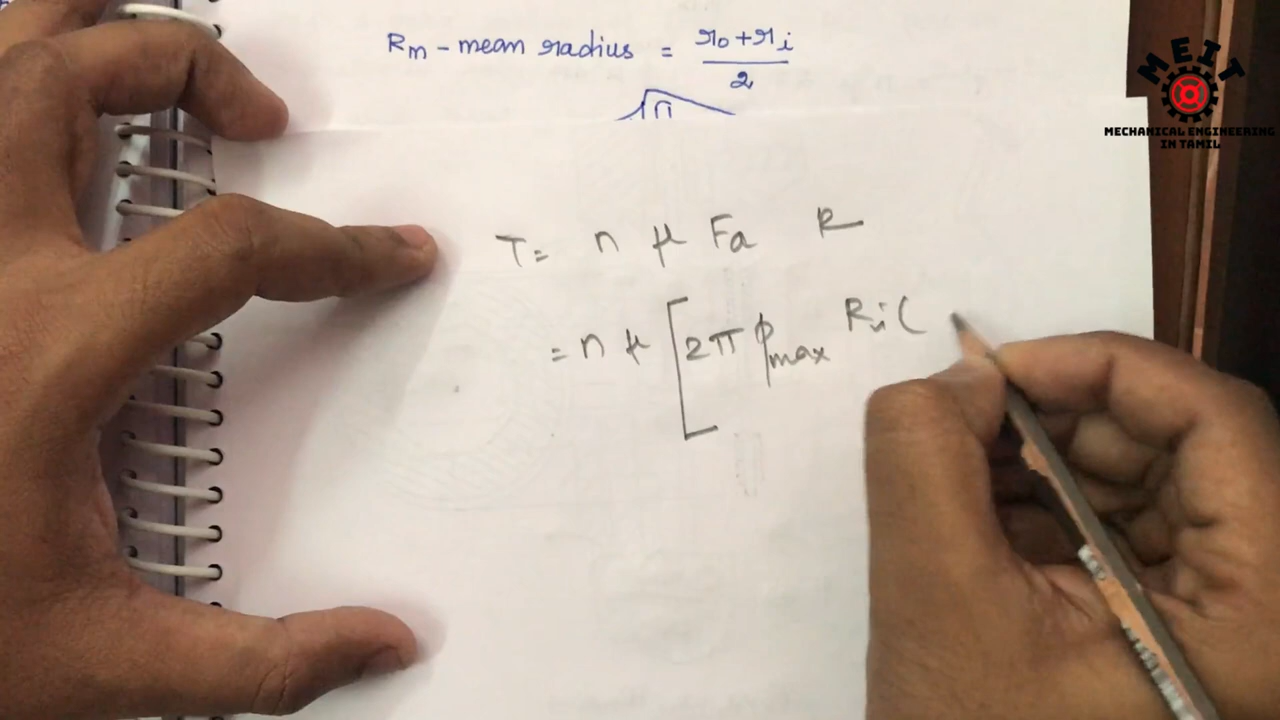 Rm - mean radius = ro+ri / 2
MEIT
MECHANICAL ENGINEERING
IN TAMIL
T = n μ Fa R
= n μ [2π pmax Ri (